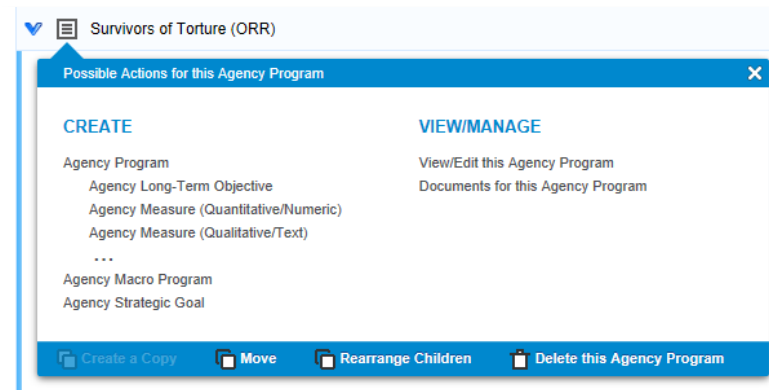 Survivors of Torture (ORR)
Possible Actions for this Agency Program
CREATE
Agency Program
Agency Long-Term Objective
Agency Measure (Quantitative/Numeric)
Agency Measure (Qualitative/Text)
...
Agency Macro Program
Agency Strategic Goal
VIEW/MANAGE
View/Edit this Agency Program
Documents for this Agency Program
Create a Copy
Move
Rearrange Children
Delete this Agency Program